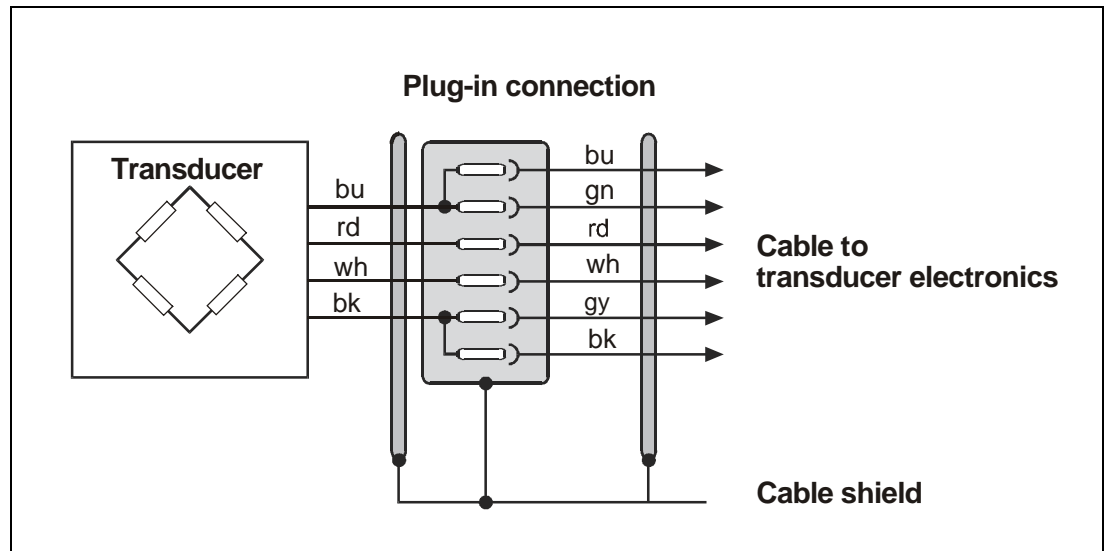 Plug-in connection
Transducer
bu
rd
wh
bk
bu
gn
rd
wh
gy
bk
Cable to
transducer electronics
Cable shield